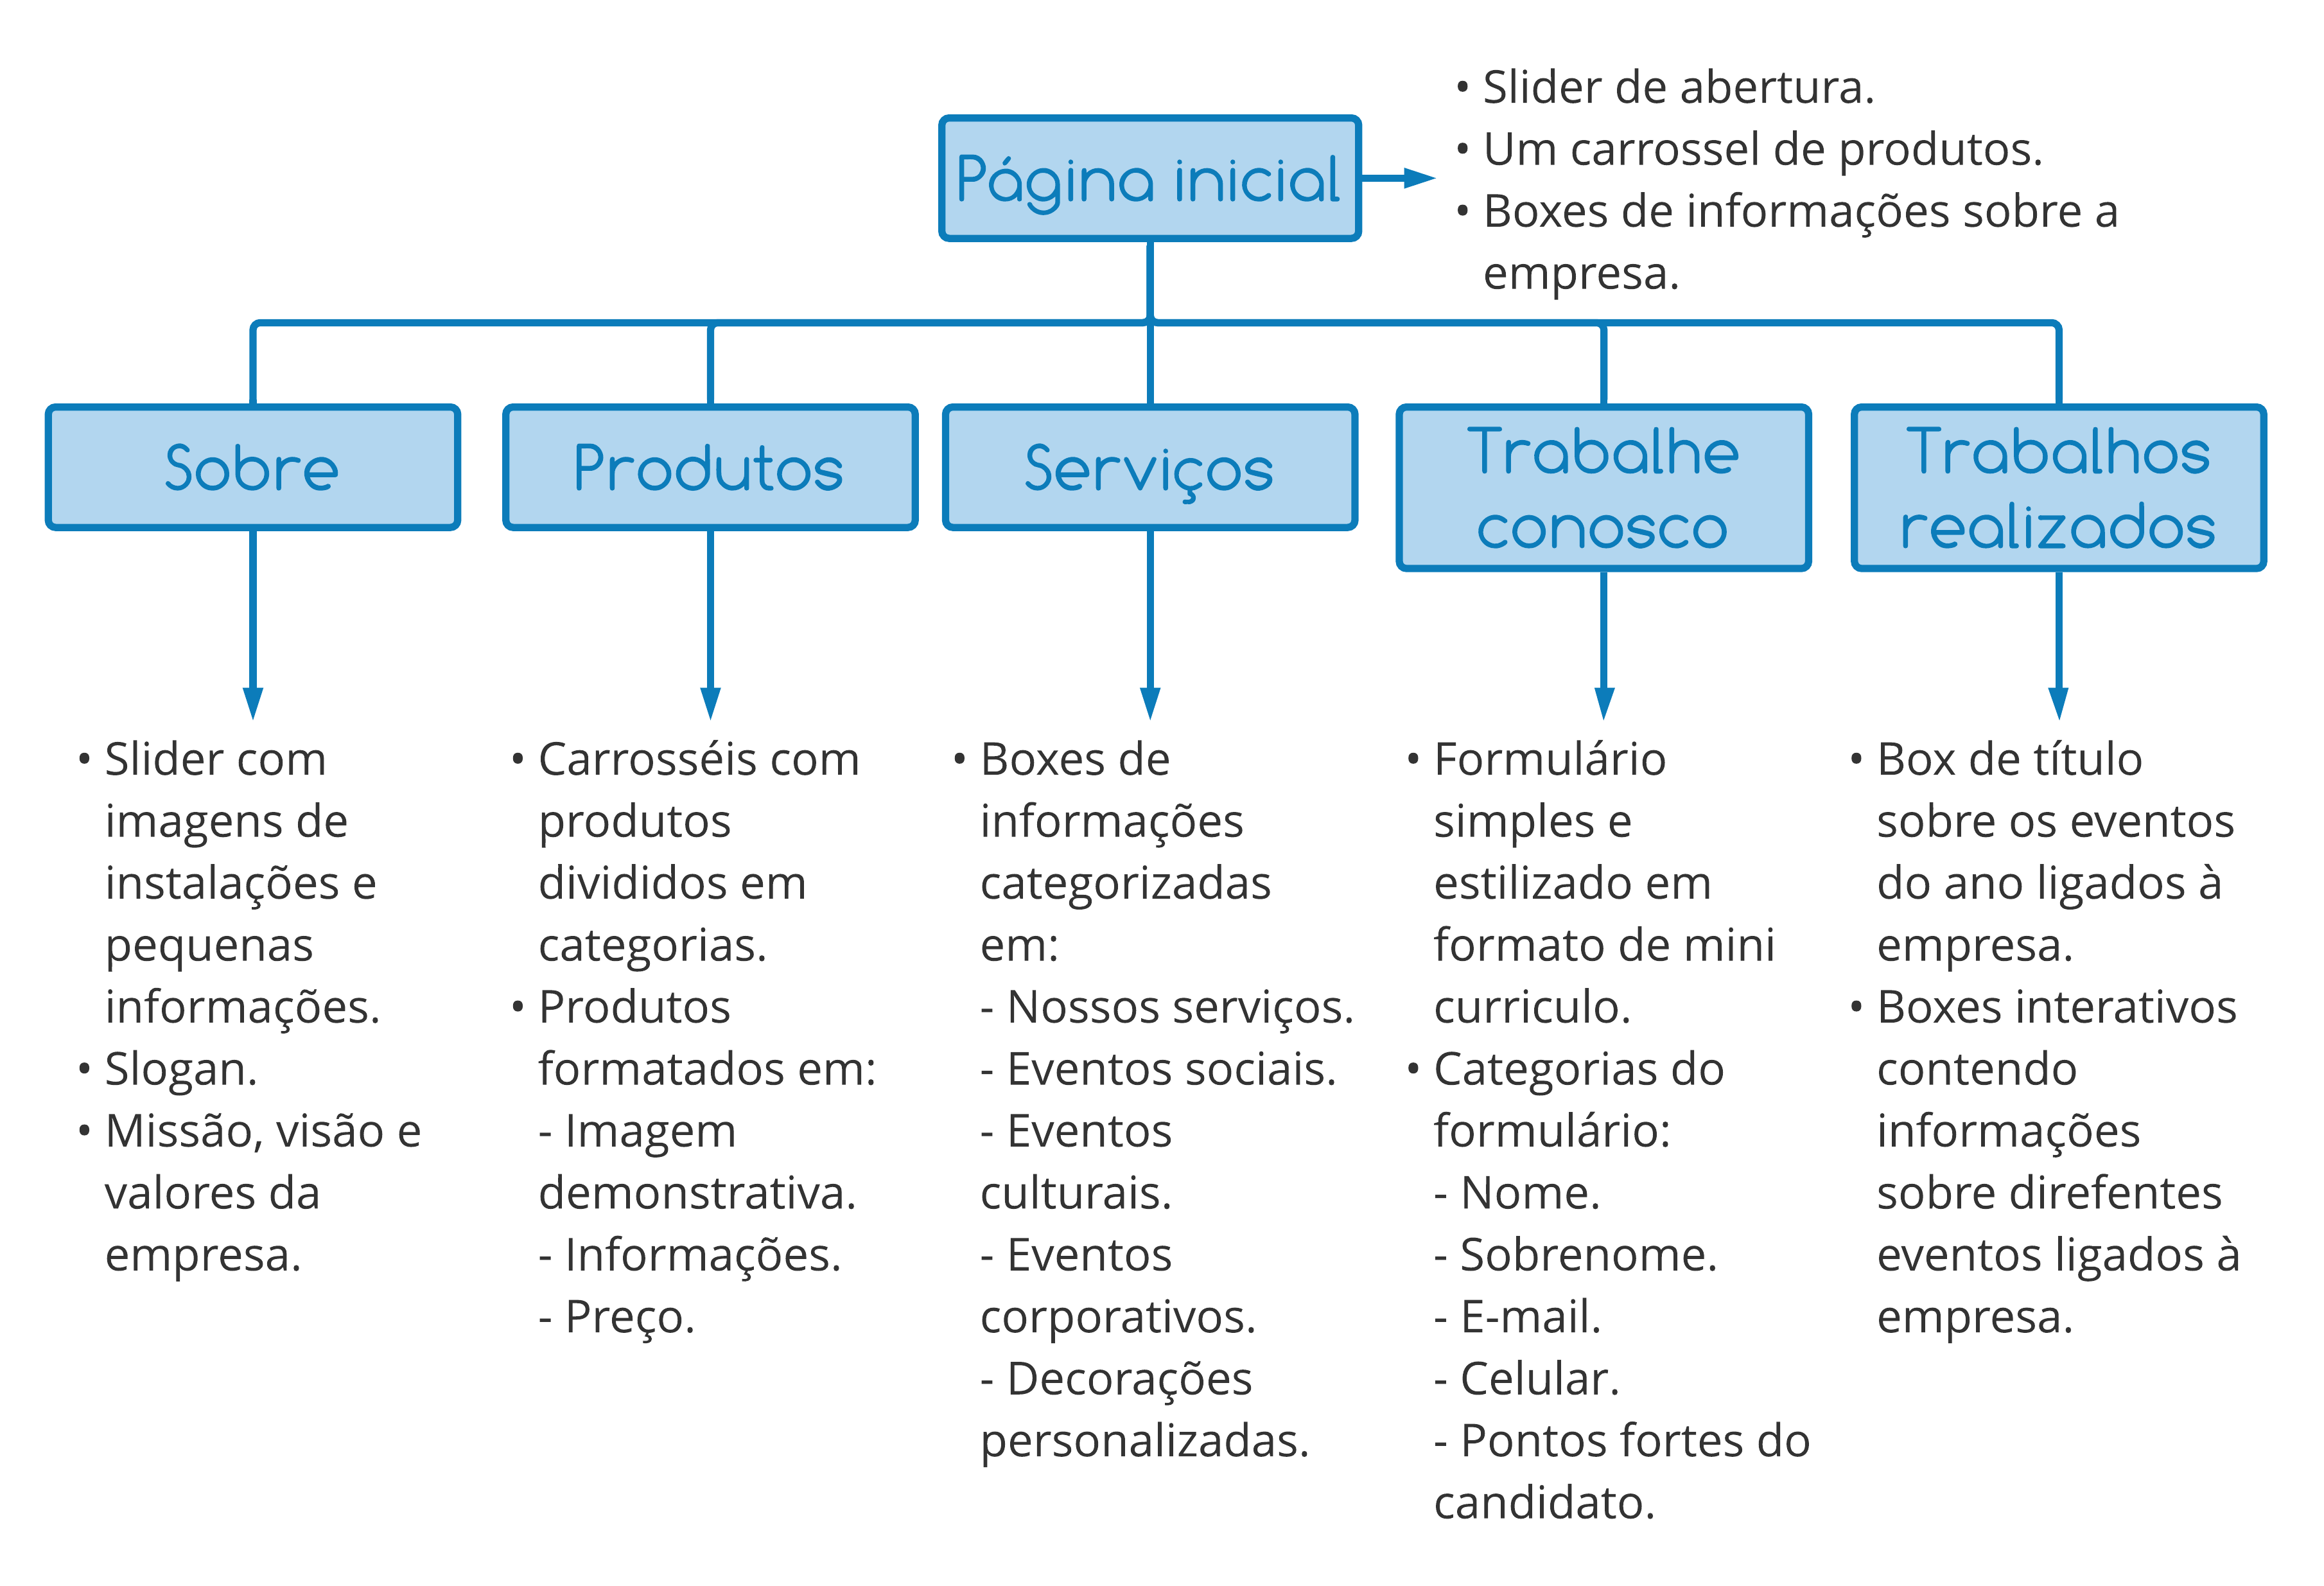 • Slider de abertura.
• Um carrossel de produtos.
• Boxes de informações sobre a
empresa.
Página inicial
Sobre
Produtos
Serviços
Trabalhe
conosco
Trabalhos
realizados
• Slider com
imagens de
instalações e
pequenas
informações.
• Slogan.
• Missão, visão e
valores da
empresa.
• Carrosséis com
produtos
divididos em
categorias.
• Produtos
formatados em:
- Imagem
demonstrativa.
- Informações.
- Preço.
• Boxes de
informações
categorizadas
em:
- Nossos serviços.
- Eventos sociais.
- Eventos
culturais.
- Eventos
corporativos.
- Decorações
personalizadas.
• Formulário
simples e
estilizado em
formato de mini
curriculo.
• Categorias do
formulário:
- Nome.
- Sobrenome.
- E-mail.
- Celular.
- Pontos fortes do
candidato.
• Box de título
sobre os eventos
do ano ligados à
empresa.
• Boxes interativos
contendo
informações
sobre direfentes
eventos ligados à
empresa.